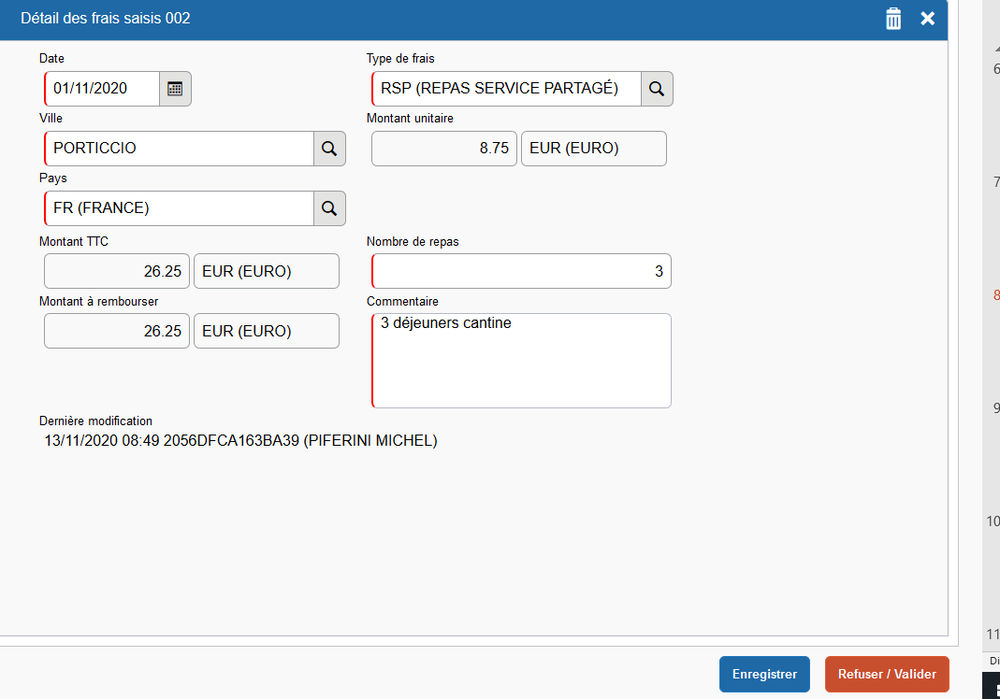 Détail des frais saisis 002
Date
Type de frais
01/11/2020
RSP (REPAS SERVICE PARTAGÉ)
Ville
Montant unitaire
PORTICCIO
8.75
EUR (EURO)
Pays
FR (FRANCE)
Montant TTC
Nombre de repas
26.25
EUR (EURO)
3
Montant à rembourser
Commentaire
26.25
EUR (EURO)
3 déjeuners cantine
Dernière modification
13/11/2020 08:49 2056DFCA163BA39 (PIFERINI MICHEL)
Enregistrer
Refuser / Valider
6
7
8
9
10
11
Di